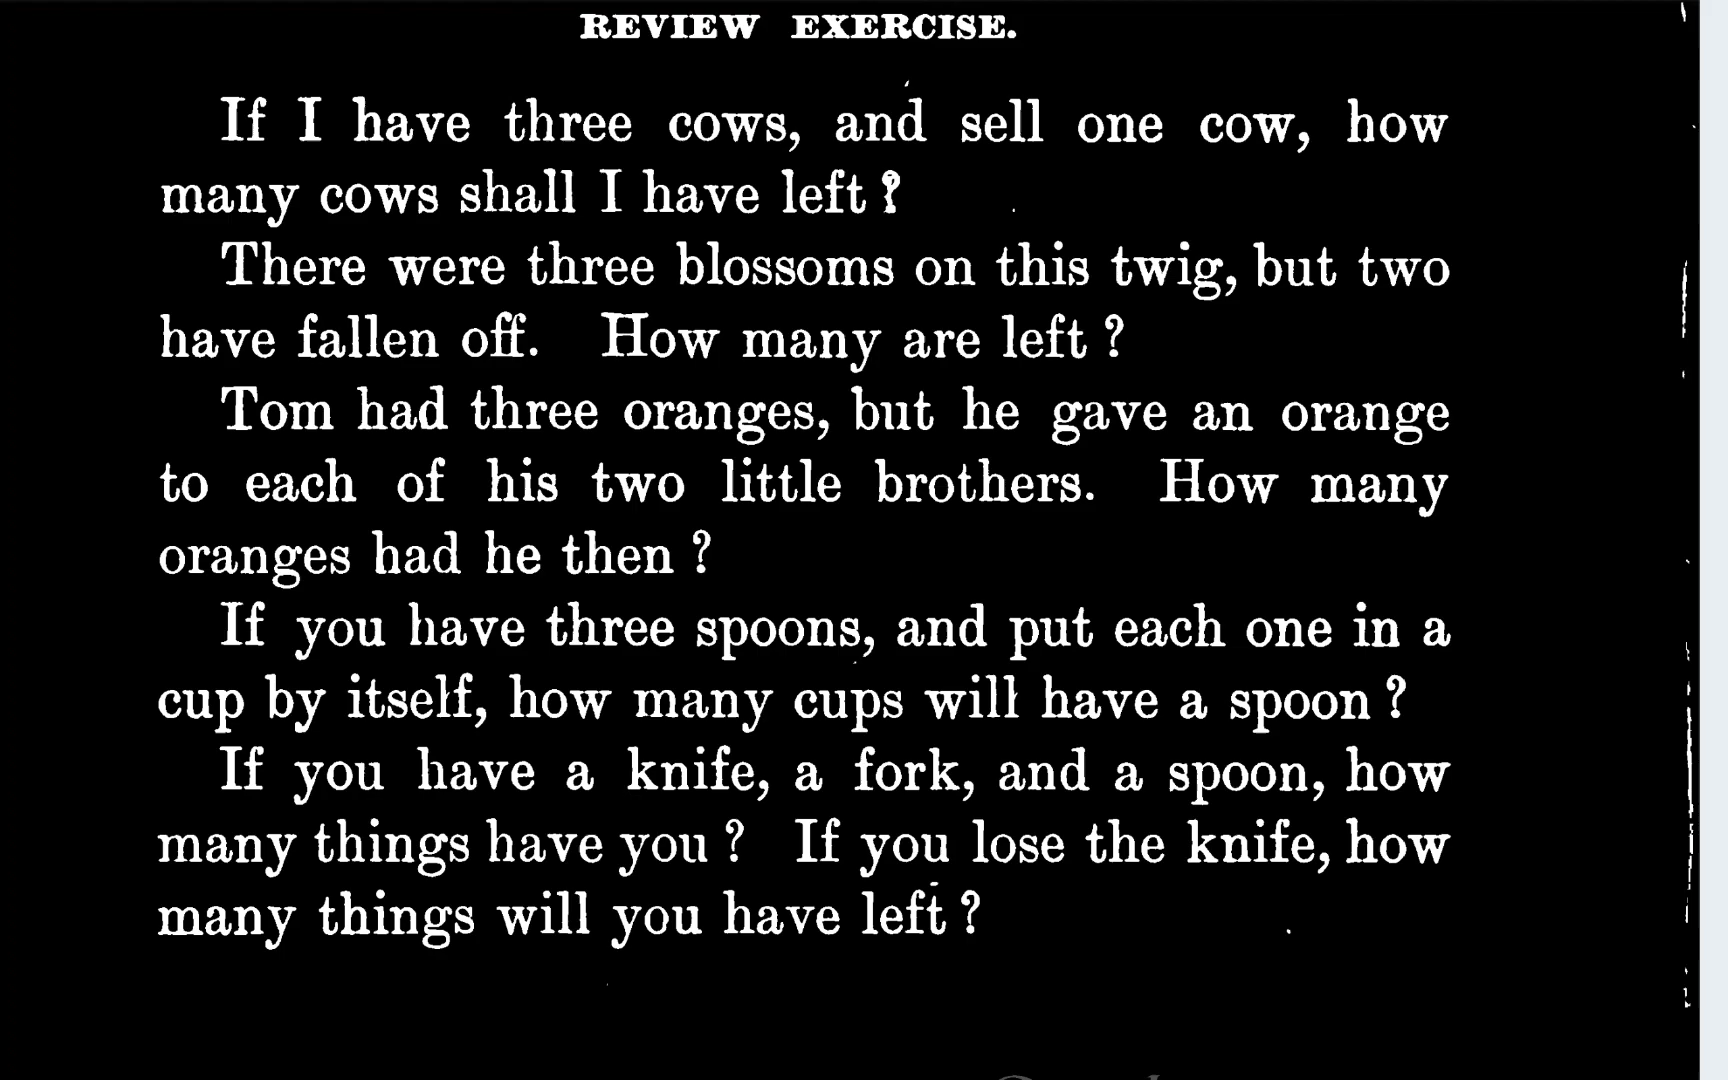 REVIEW EXERCISE.
If I have three cows, and sell one cow, how
many cows shall I have left?
There were three blossoms on this twig, but two
have fallen off. How many are left?
Tom had three oranges, but he gave an orange
to each of his two little brothers. How many
oranges had he then?
If you have three spoons, and put each one in a
cup by itself, how many cups will have a spoon?
If you have a knife, a fork, and a spoon, how
many things have you? If you lose the knife, how
many things will you have left?